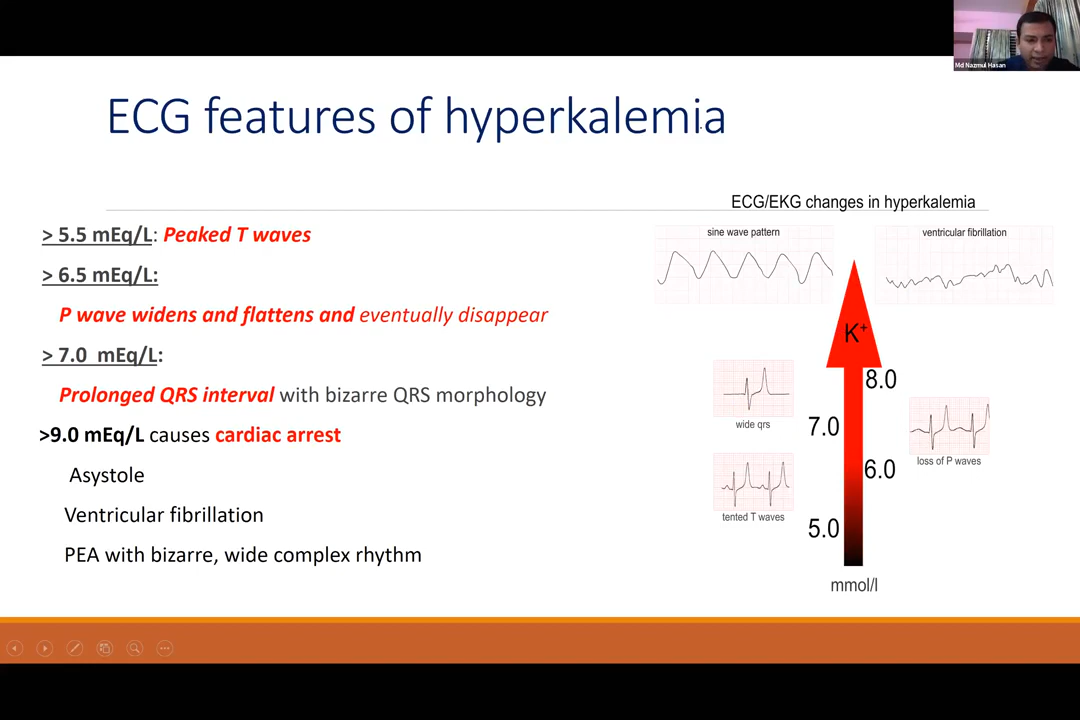 Md Nazmul Hasan
ECG features of hyperkalemia
> 5.5 mEq/L: Peaked T waves
> 6.5 mEq/L:
P wave widens and flattens and eventually disappear
> 7.0 mEq/L:
Prolonged QRS interval with bizarre QRS morphology
>9.0 mEq/L causes cardiac arrest
Asystole
Ventricular fibrillation
PEA with bizarre, wide complex rhythm
ECG/EKG changes in hyperkalemia
sine wave pattern
ventricular fibrillation
K+
8.0
wide qrs
7.0
loss of P waves
6.0
tented T waves
5.0
mmol/l